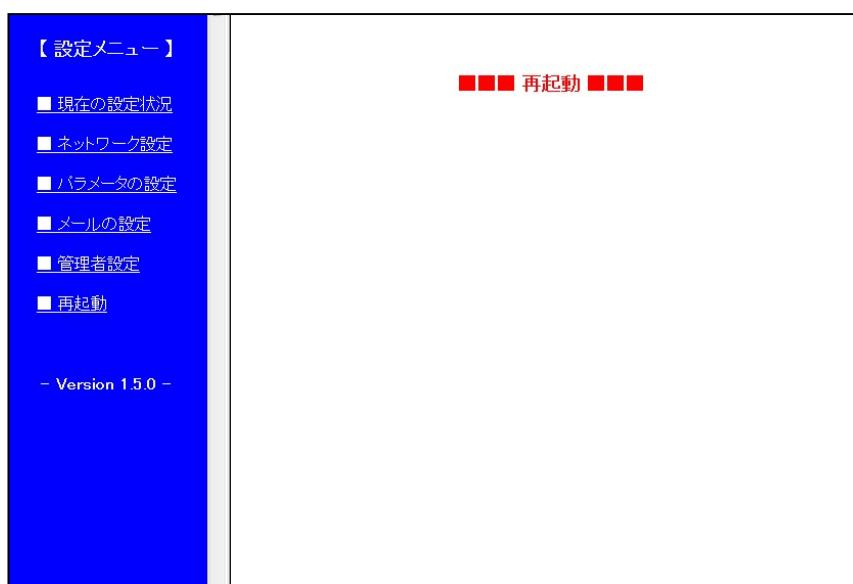 【 設定メニュー 】
■ 現在の設定状況
■ ネットワーク設定
■ パラメータの設定
■ メールの設定
■ 管理者設定
■ 再起動
− Version 1.5.0 −
■■■ 再起動 ■■■